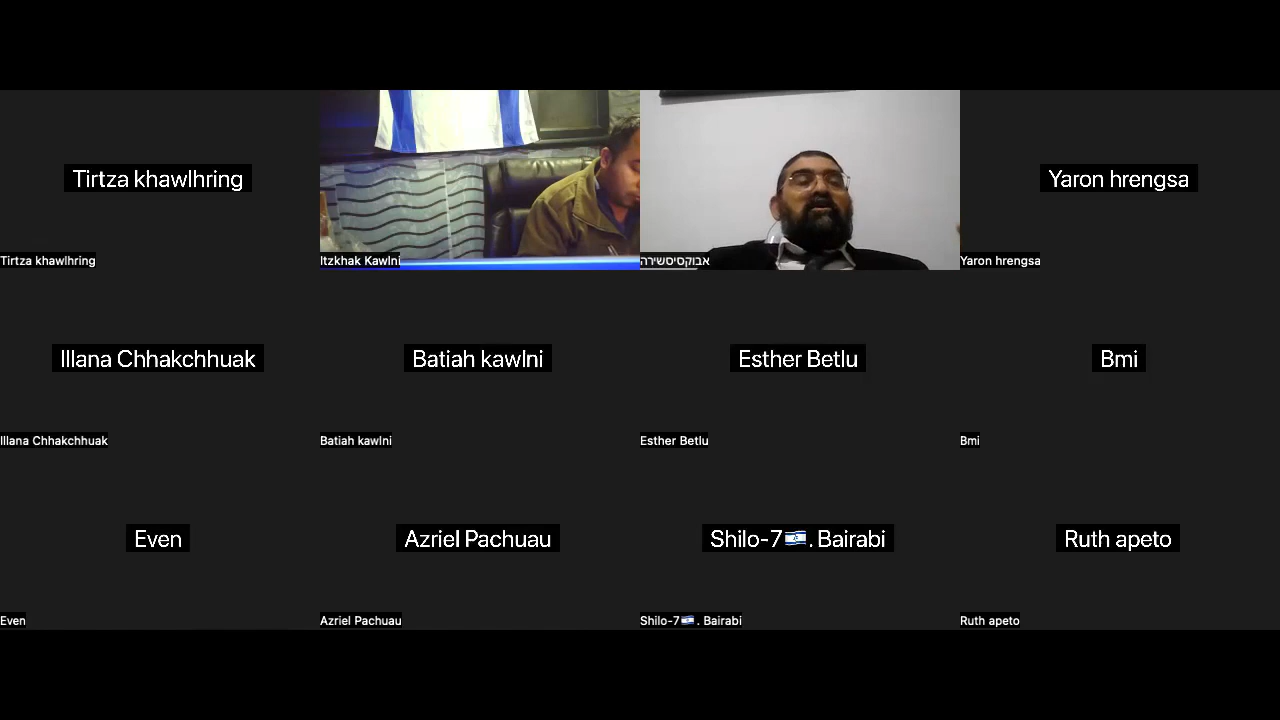 Tirtza khawlhring
Yaron hrengsa
Tirtza khawlhring
Itzkhak Kawlni
אבוקסיסשירה
Yaron hrengsa
Illana Chhakchhuak
Batiah kawlni
Esther Betlu
Bmi
Illana Chhakchhuak
Batiah kawlni
Esther Betlu
Bmi
Even
Azriel Pachuau
Shilo-7🇮🇱. Bairabi
Ruth apeto
Even
Azriel Pachuau
Shilo-7🇮🇱. Bairabi
Ruth apeto